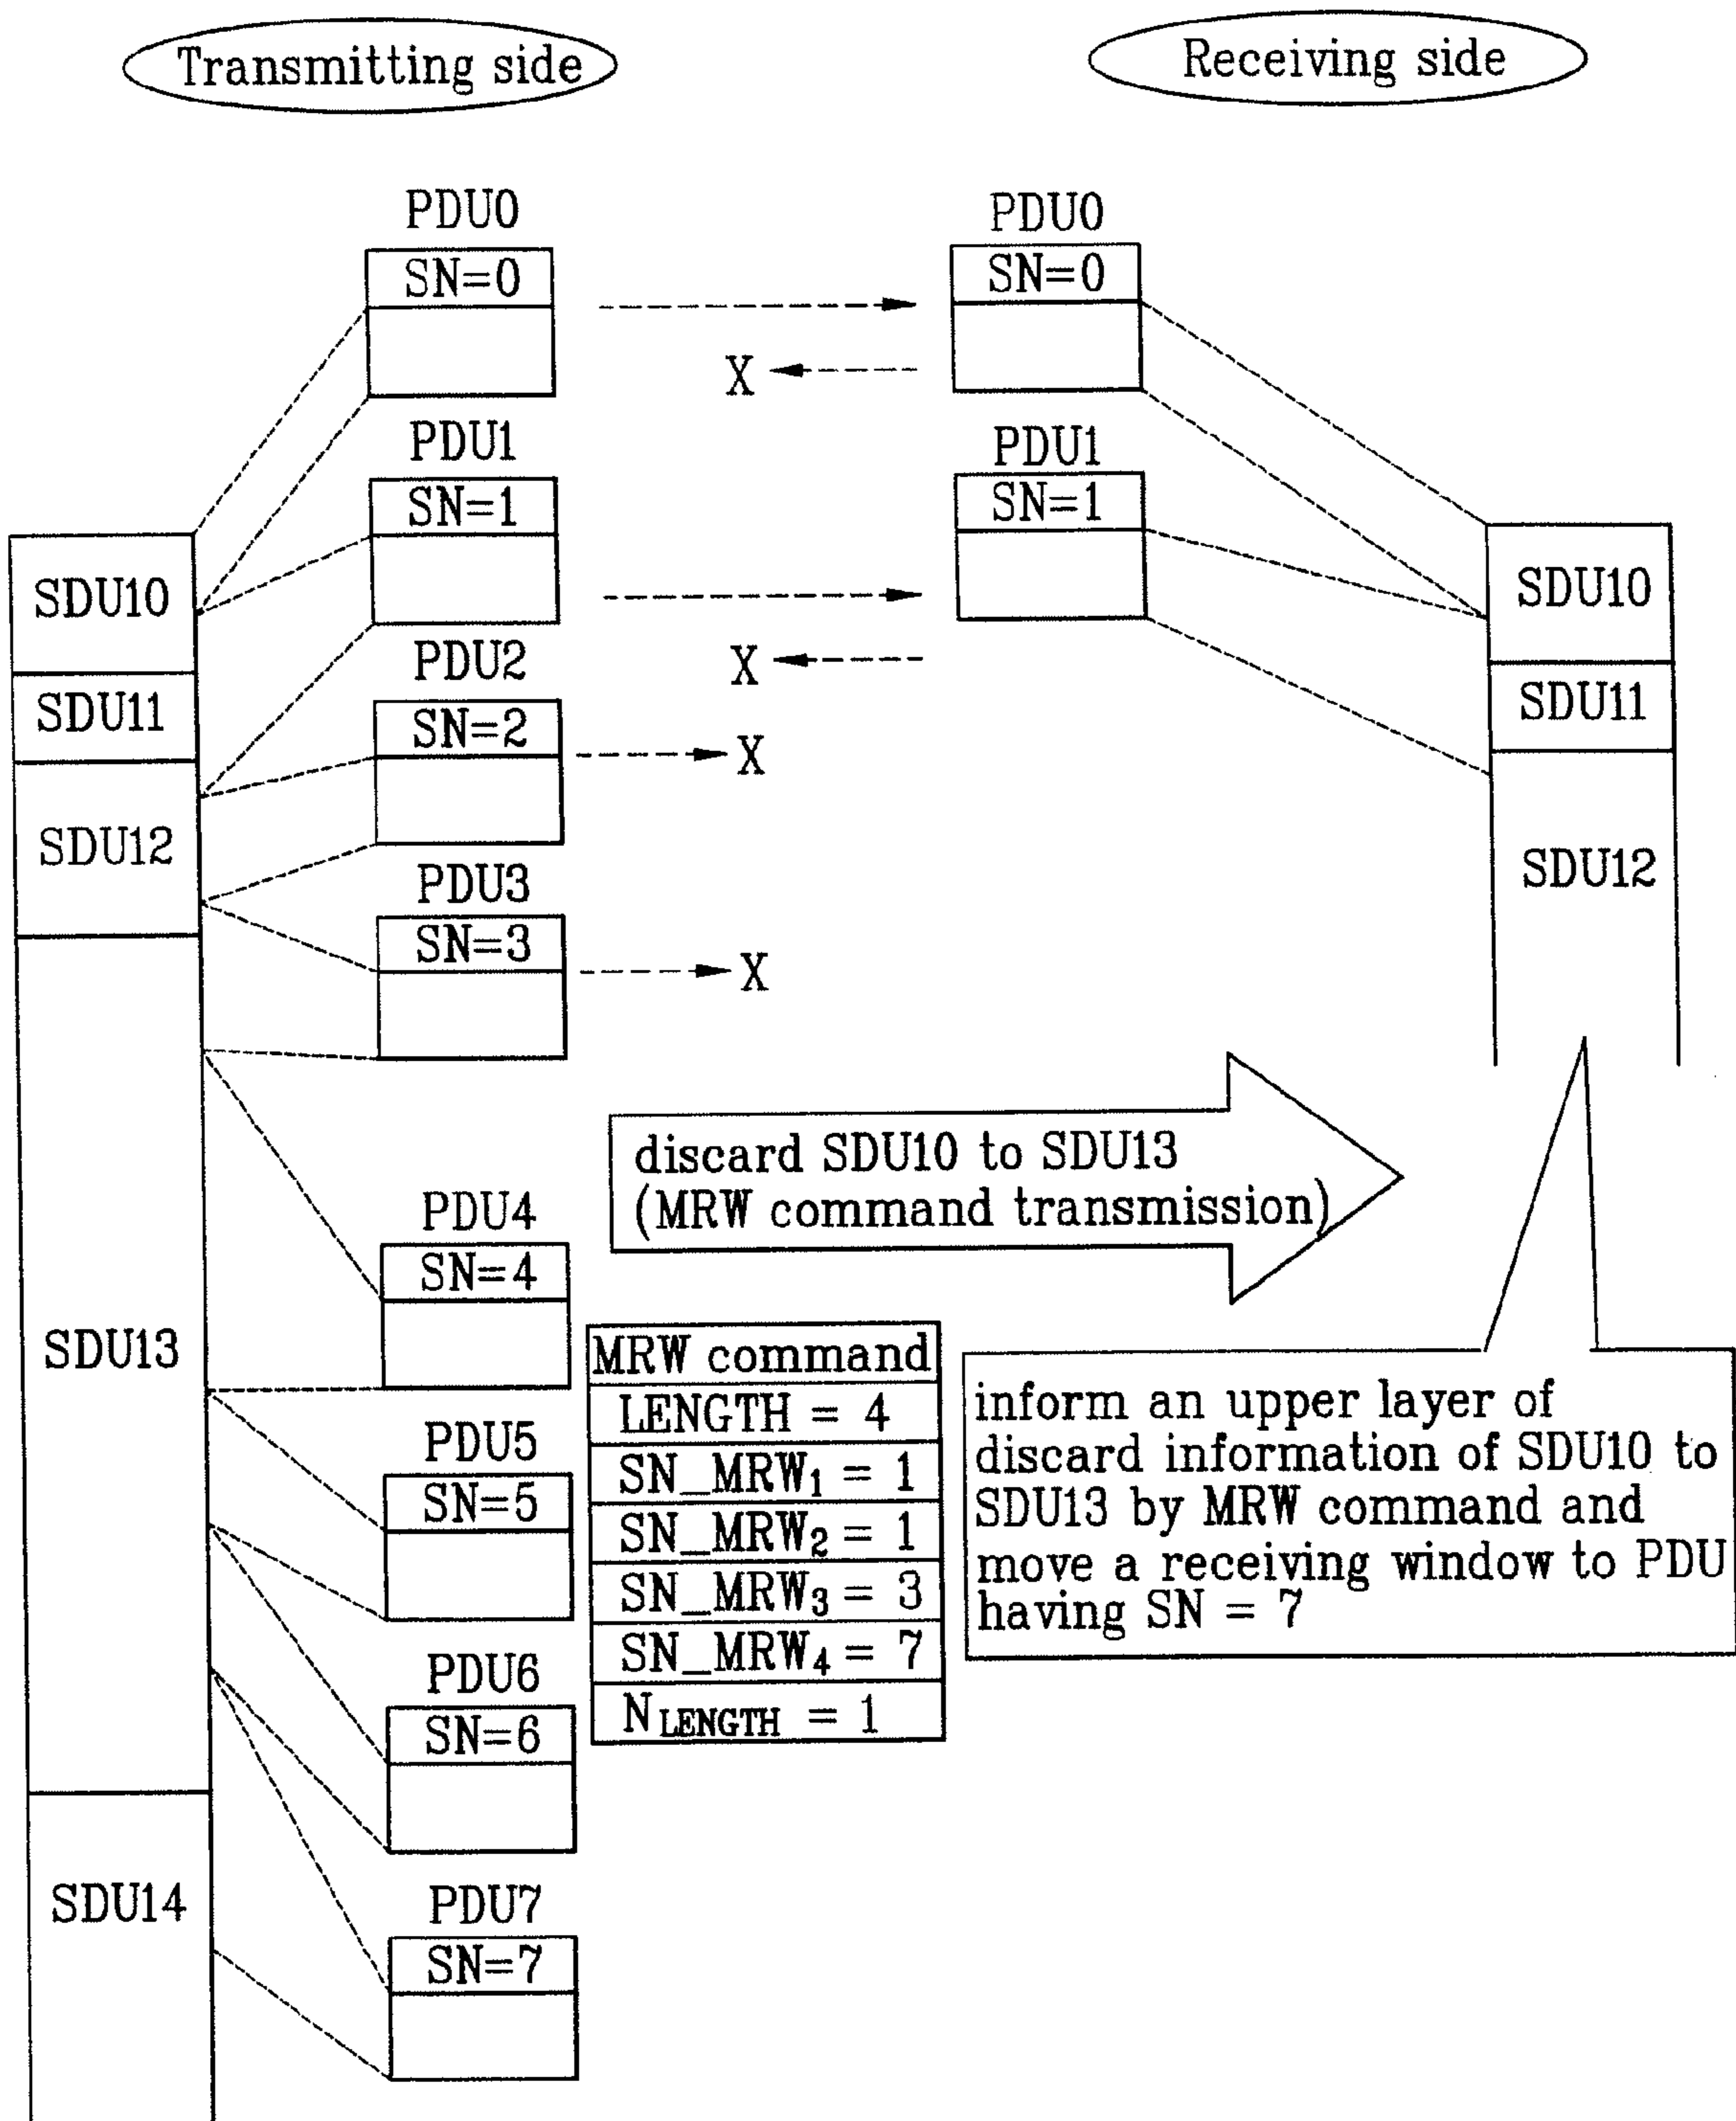 Transmitting side
Receiving side
PDU0
SN=0
PDU0
SN=0
X
PDU1
SN=1
PDU1
SN=1
SDU10
SDU10
X
PDU2
SDU11
SDU11
SN=2
X
SDU12
SDU12
PDU3
SN=3
X
discard SDU10 to SDU13
(MRW command transmission)
PDU4
SN=4
SDU13
MRW command
LENGTH = 4
SN_MRW₁ = 1
SN_MRW₂ = 1
SN_MRW₃ = 3
SN_MRW₄ = 7
N LENGTH = 1
inform an upper layer of
discard information of SDU10 to
SDU13 by MRW command and
move a receiving window to PDU
having SN = 7
PDU5
SN=5
PDU6
SN=6
SDU14
PDU7
SN=7